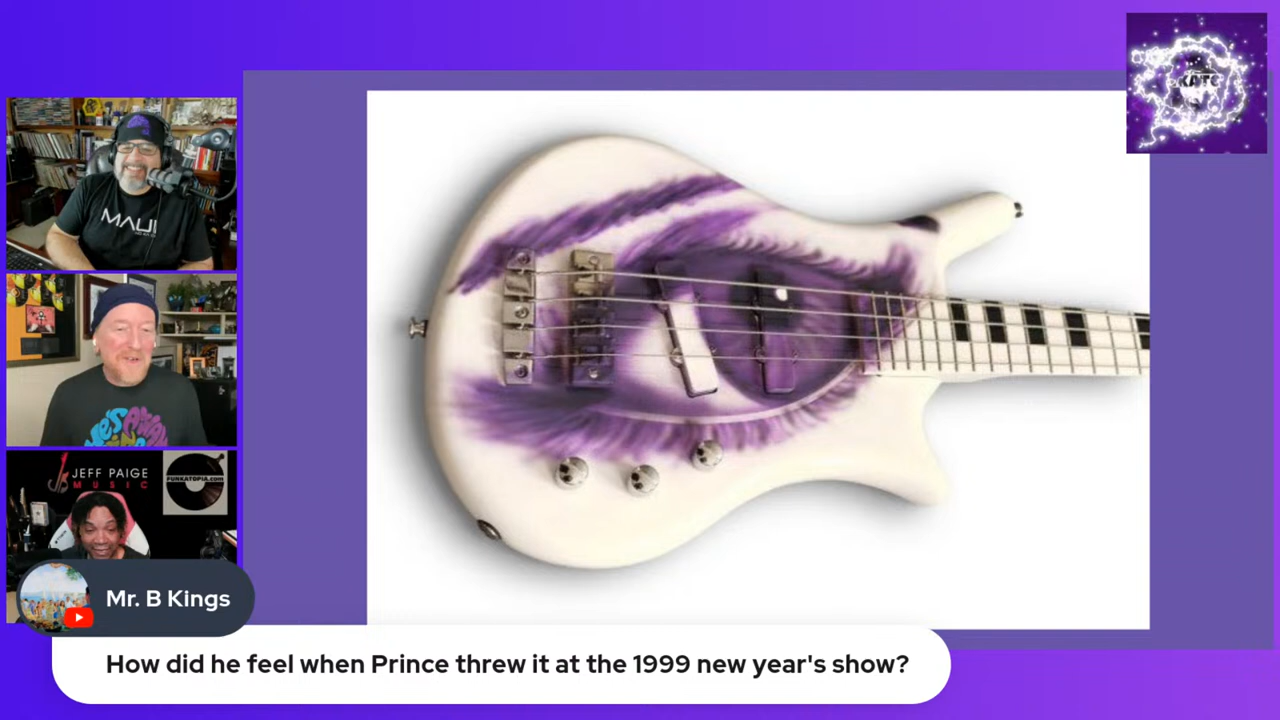 MAUI
JEFF PAIGE
MUSIC
FUNKATOPIA.com
Mr. B Kings
How did he feel when Prince threw it at the 1999 new year's show?